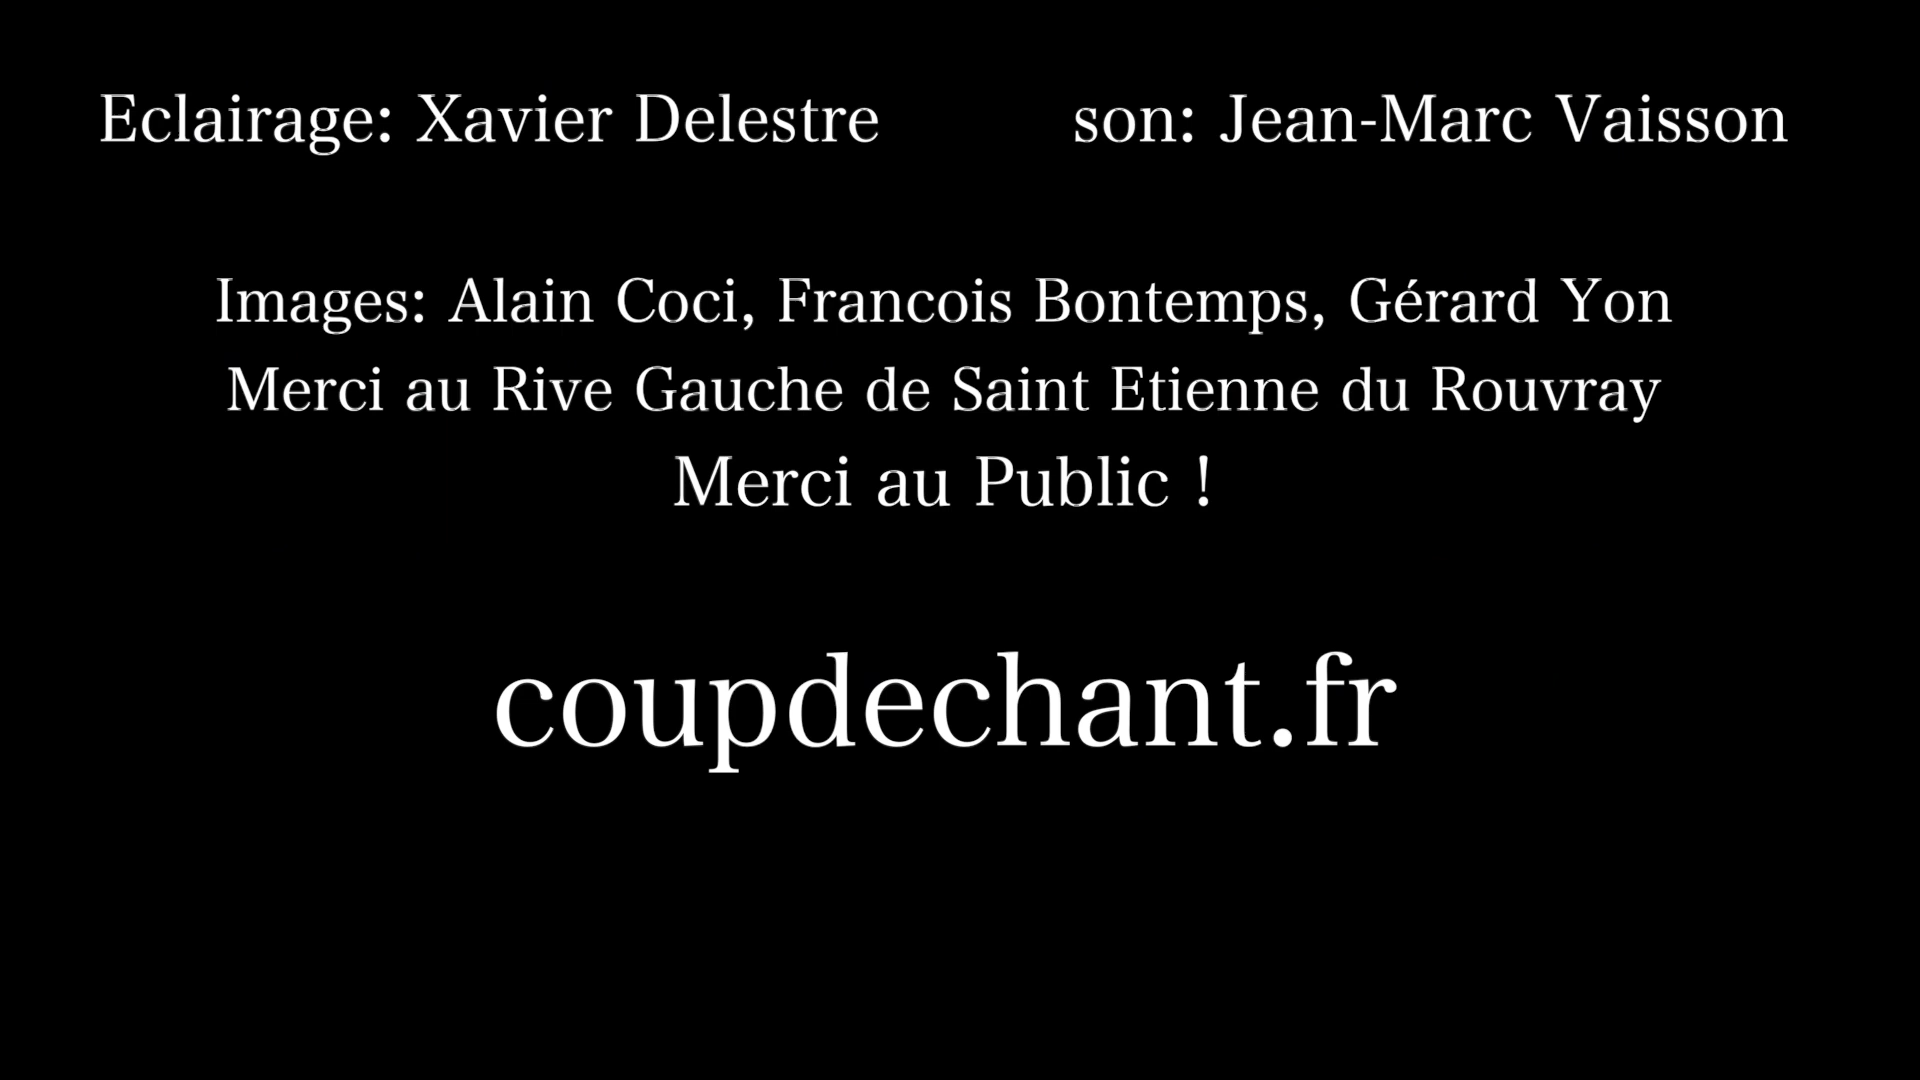 Eclairage: Xavier Delestre son: Jean-Marc Vaisson
Images: Alain Coci, Francois Bontemps, Gérard Yon
Merci au Rive Gauche de Saint Etienne du Rouvray
Merci au Public !
coupdechant.fr